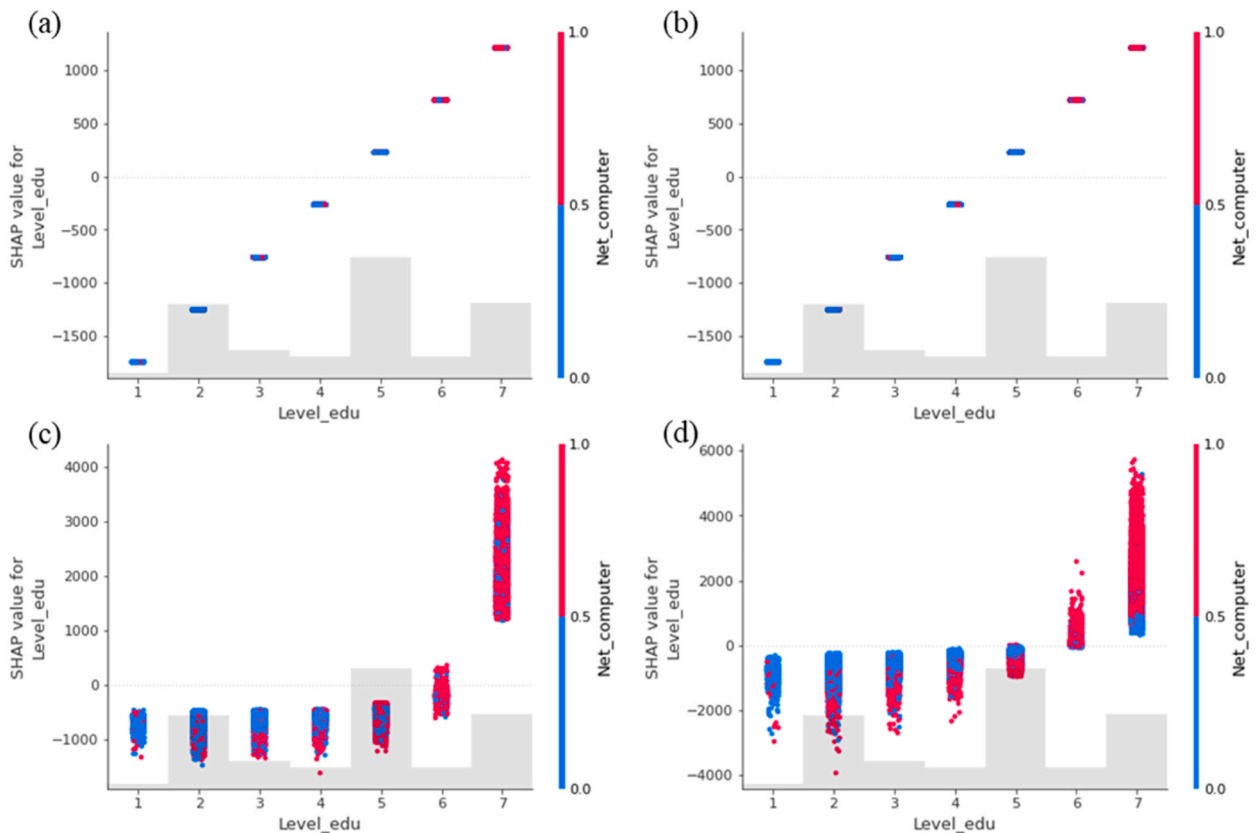 (a)
1000
500
0
−500
−1000
−1500
SHAP value for
Level_edu
1 2 3 4 5 6 7
Level_edu
1.0
0.5
0.0
Net_computer
(b)
1000
500
0
−500
−1000
−1500
SHAP value for
Level_edu
1 2 3 4 5 6 7
Level_edu
1.0
0.5
0.0
Net_computer
(c)
4000
3000
2000
1000
0
−1000
SHAP value for
Level_edu
1 2 3 4 5 6 7
Level_edu
1.0
0.5
0.0
Net_computer
(d)
6000
4000
2000
0
−2000
−4000
SHAP value for
Level_edu
1 2 3 4 5 6 7
Level_edu
1.0
0.5
0.0
Net_computer